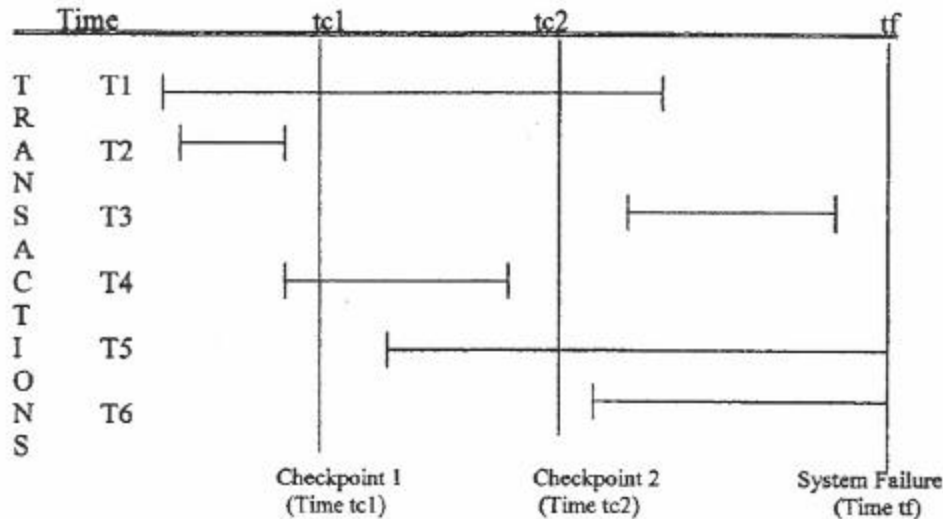 Time tc1 tc2 tf
TRANSACTIONS
T1
T2
T3
T4
T5
T6
Checkpoint 1 Checkpoint 2 System Failure
(Time tc1) (Time tc2) (Time tf)